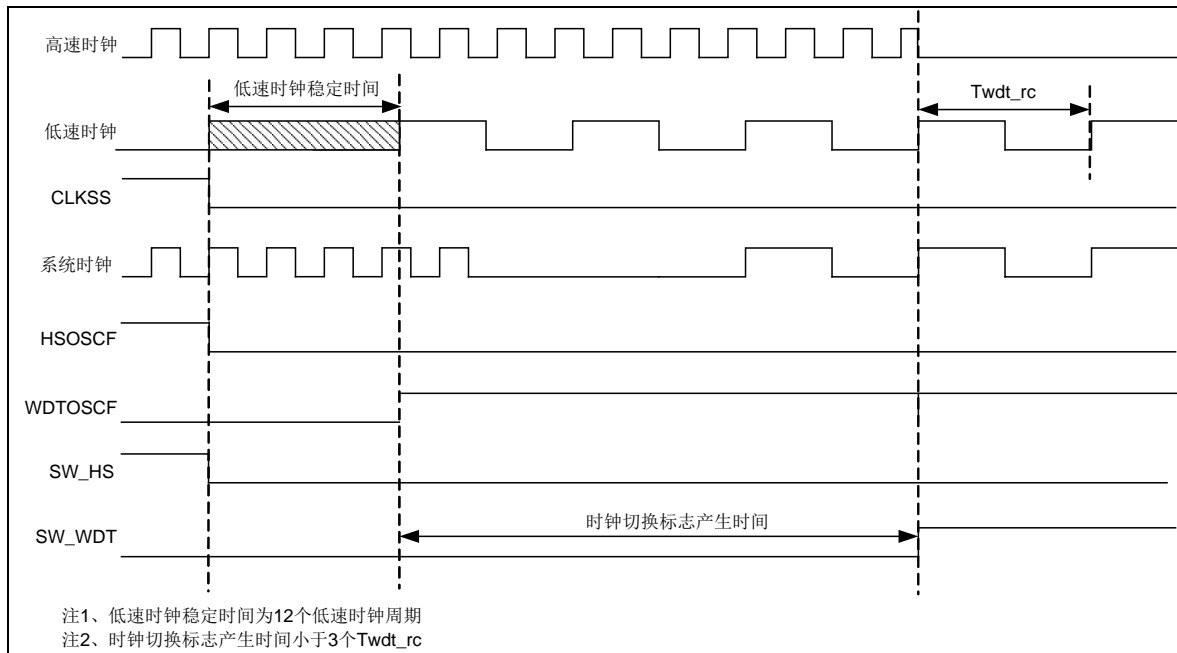 高速时钟
低速时钟稳定时间
Twdt_rc
低速时钟
CLKSS
系统时钟
HSOSCF
WDTOSCF
SW_HS
时钟切换标志产生时间
SW_WDT
注1、低速时钟稳定时间为12个低速时钟周期
注2、时钟切换标志产生时间小于3个Twdt_rc